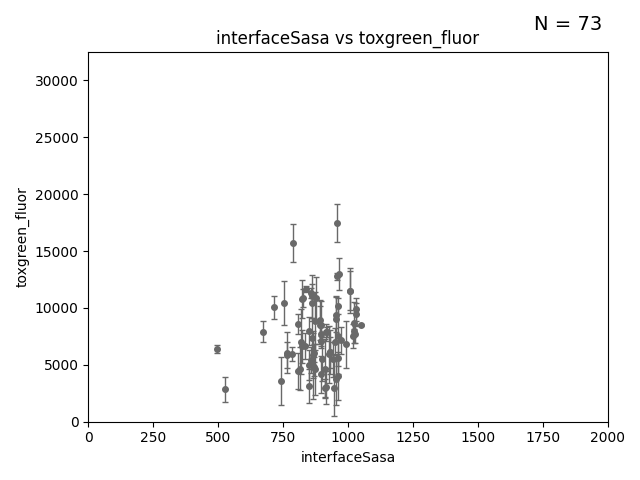 N = 73
interfaceSasa vs toxgreen_fluor
30000
25000
20000
15000
10000
5000
0
toxgreen_fluor
0 250 500 750 1000 1250 1500 1750 2000
interfaceSasa